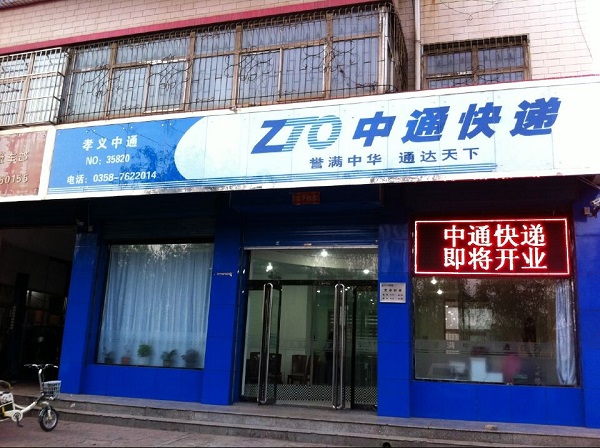 孝义中通
NO：35820
电话：0358-7622014
ZTO 中通快递
誉满中华 通达天下
中通快递
即将开业